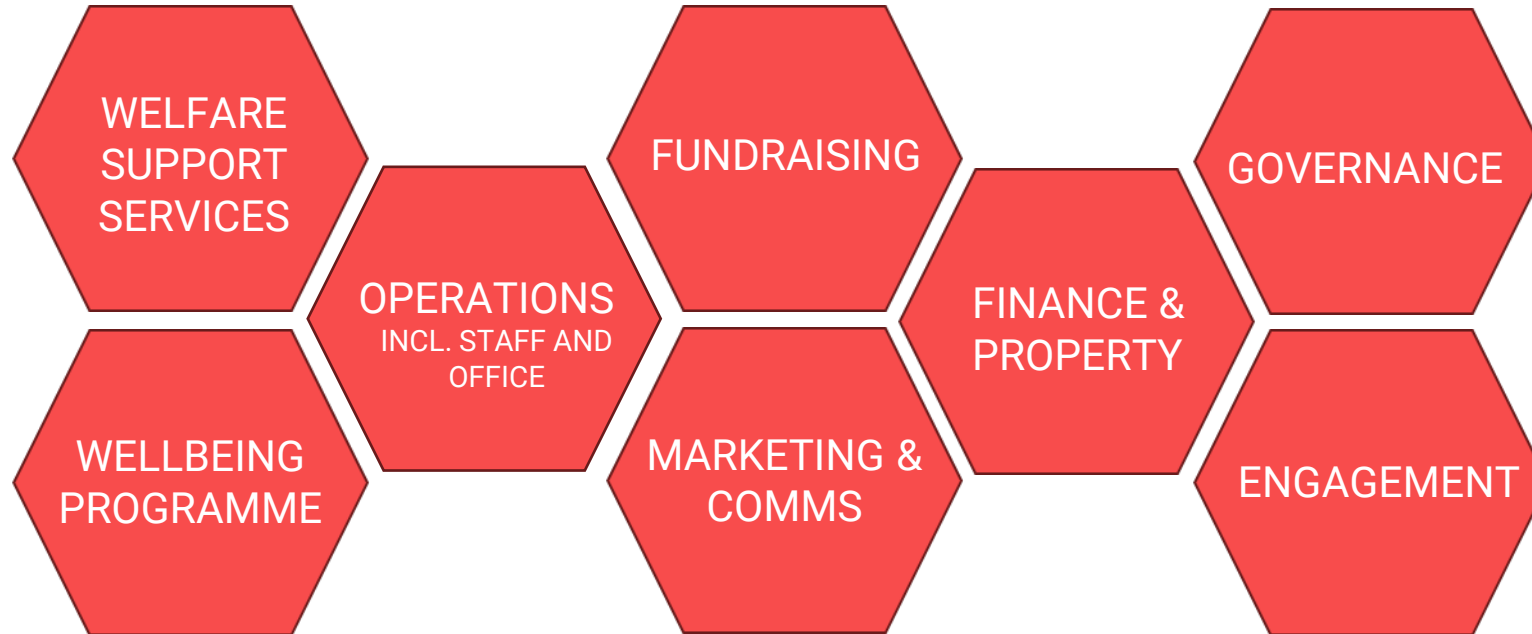 WELFARE
SUPPORT
SERVICES
WELLBEING
PROGRAMME
OPERATIONS
INCL. STAFF AND
OFFICE
FUNDRAISING
MARKETING &
COMMS
FINANCE &
PROPERTY
GOVERNANCE
ENGAGEMENT